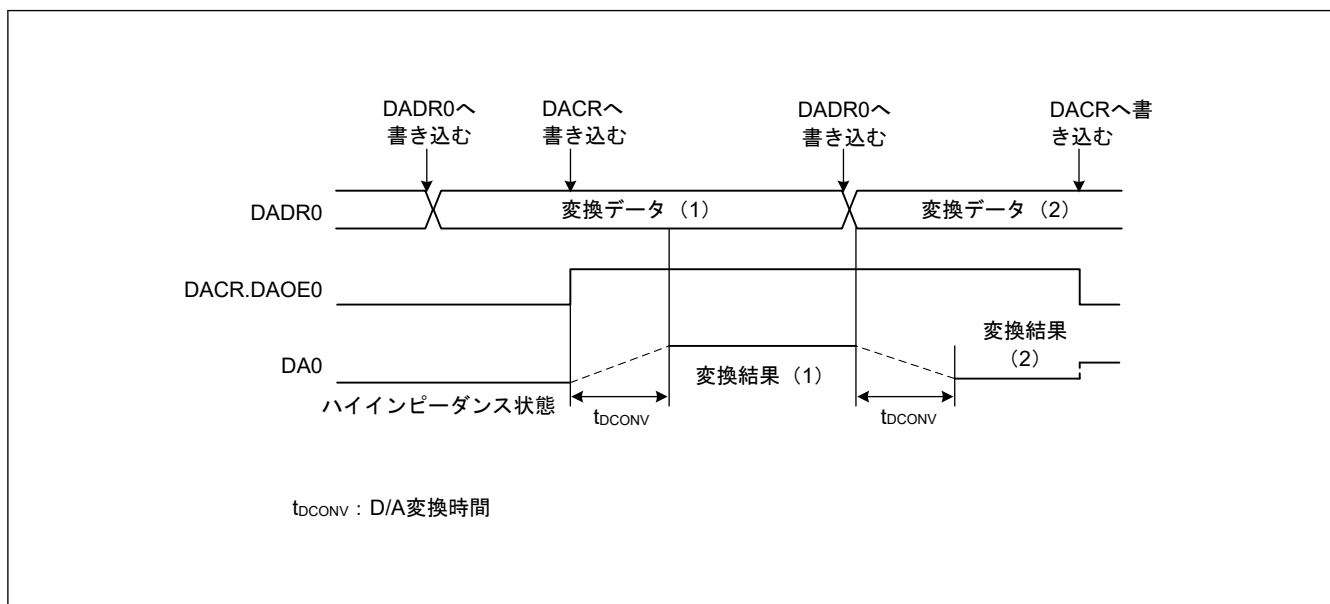 DADR0へ
書き込む
DACRへ
書き込む
DADR0へ
書き込む
DACRへ書
き込む
DADR0
変換データ（1）
変換データ（2）
DACR.DAOE0
DA0
変換結果（1）
変換結果
（2）
ハイインピーダンス状態
tDCONV
tDCONV
tDCONV：D/A変換時間